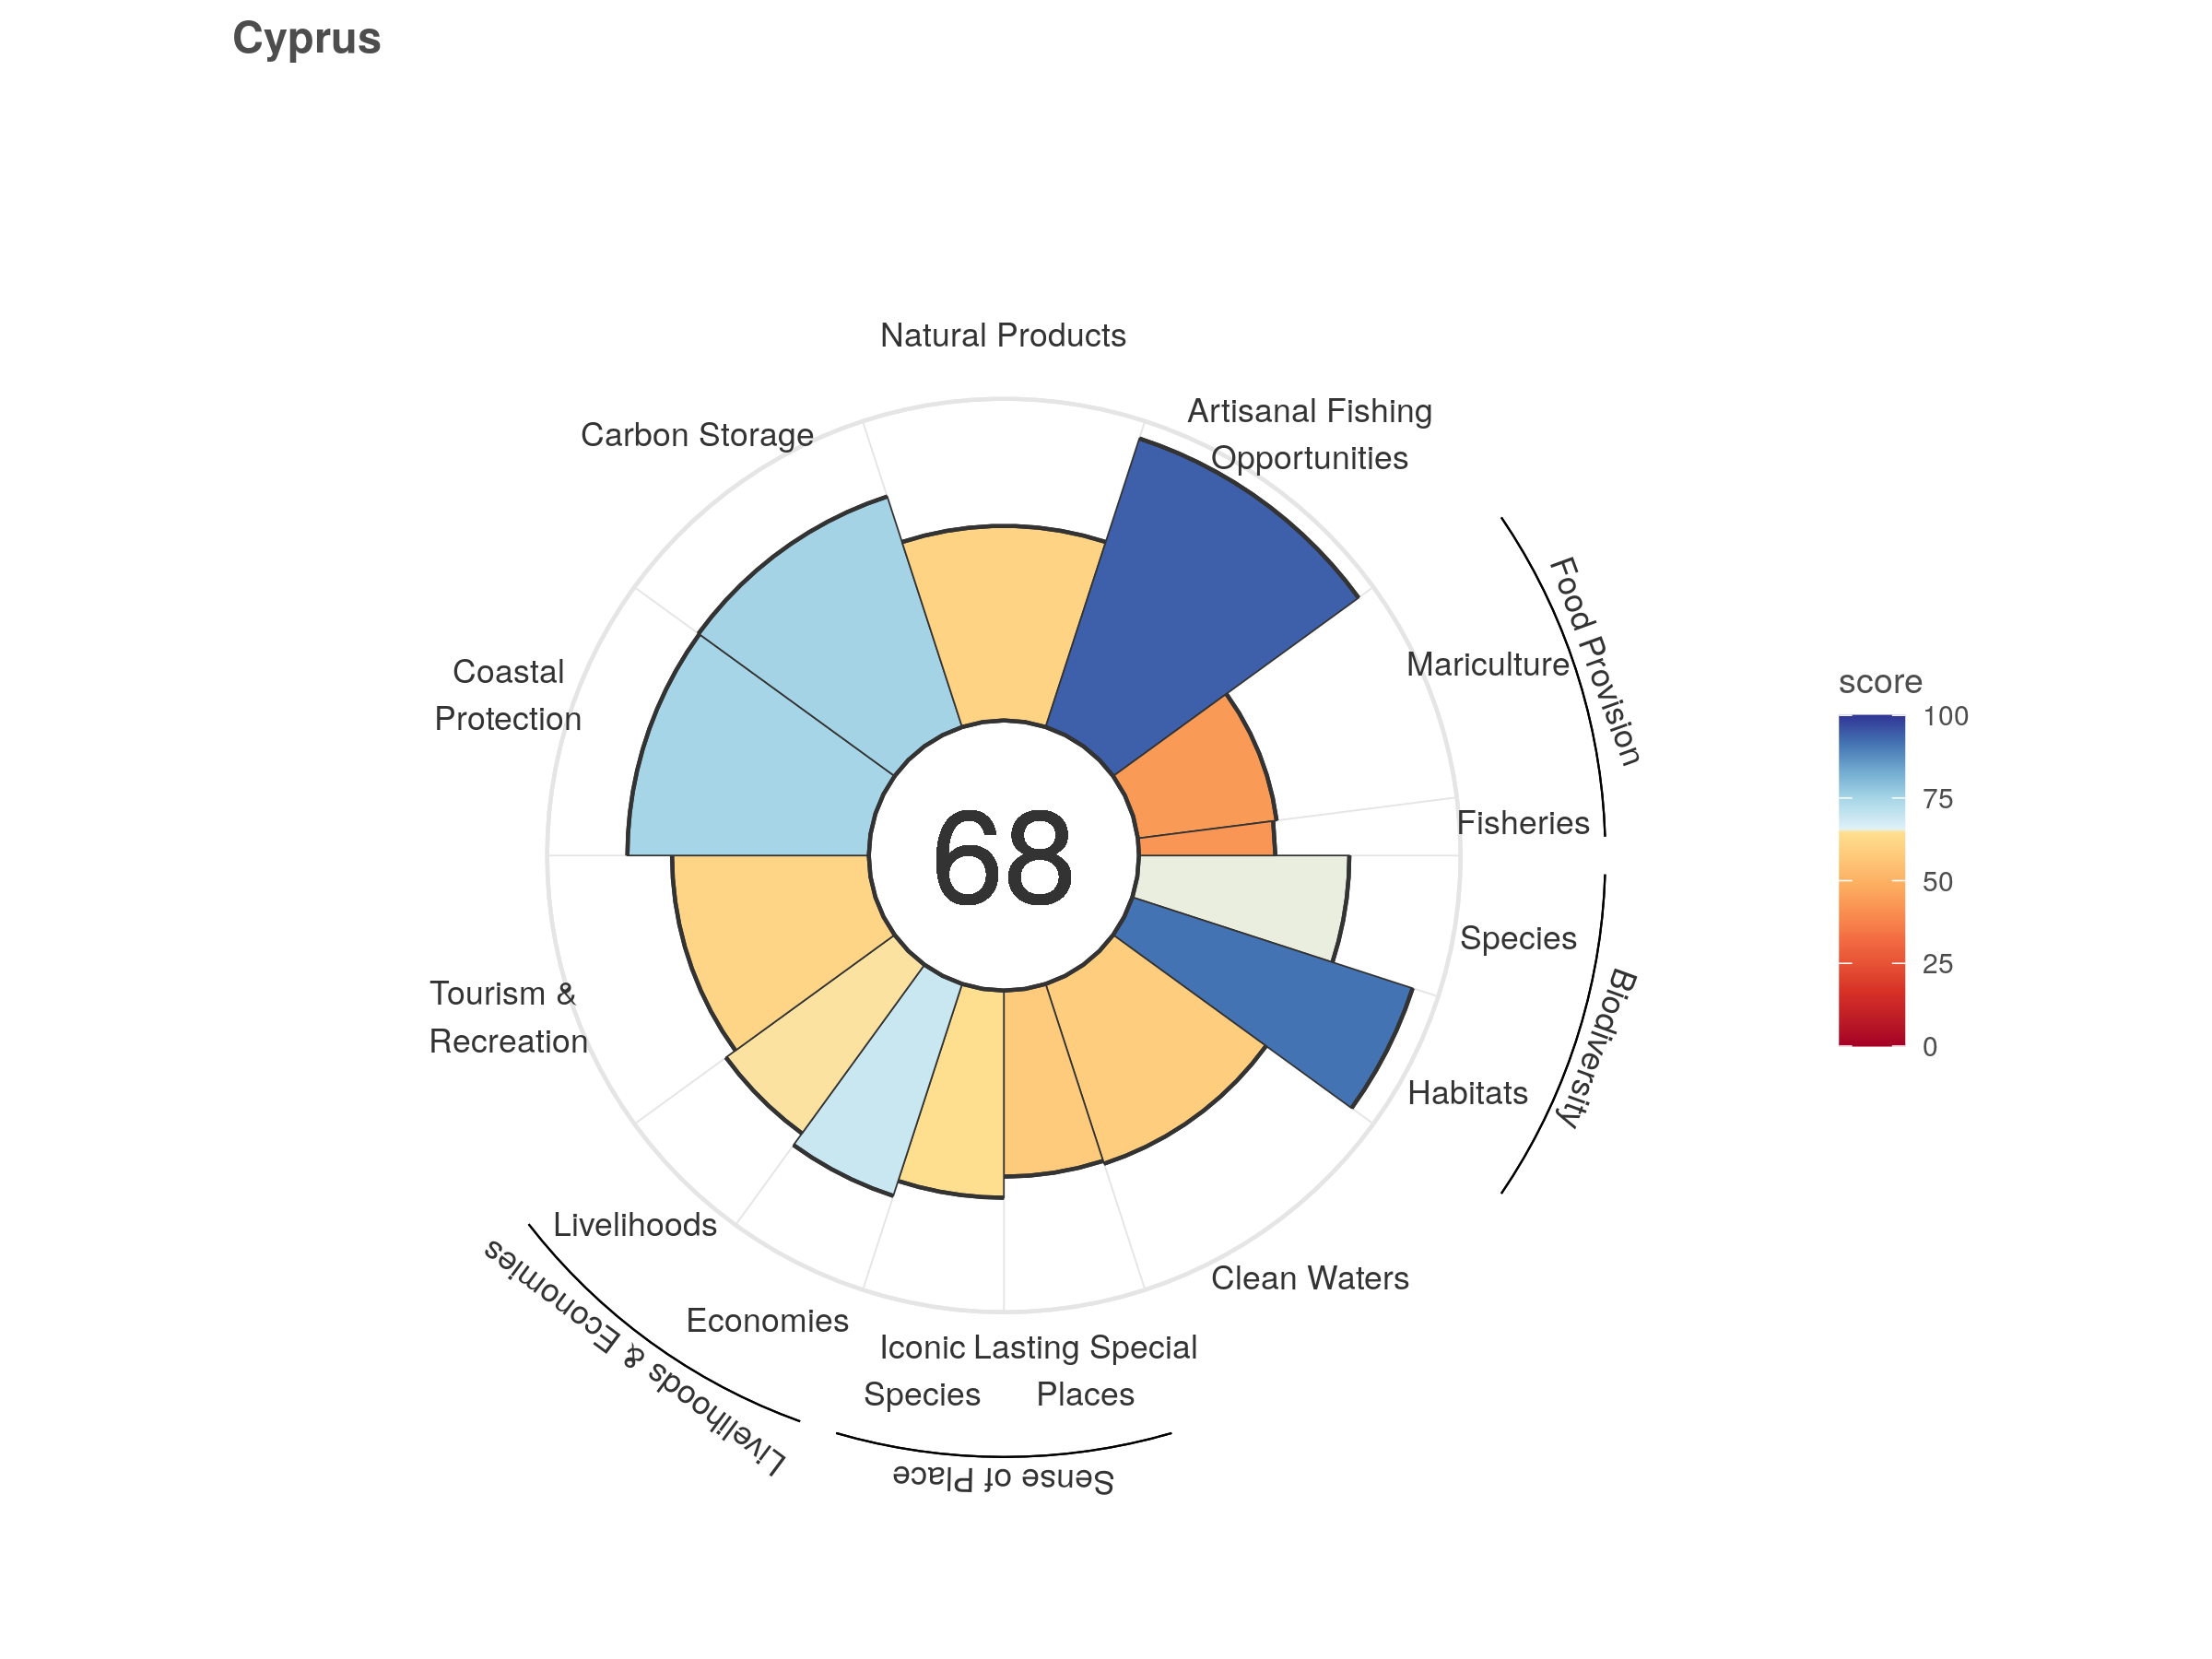 Cyprus
Natural Products
Artisanal Fishing
Opportunities
Carbon Storage
Food Provision
Mariculture
Coastal
Protection
score
100
75
50
25
0
Fisheries
68
Species
Biodiversity
Tourism &
Recreation
Habitats
Livelihoods
Clean Waters
Economies
Livelihoods & Economies
Iconic
Species
Lasting Special
Places
Sense of Place